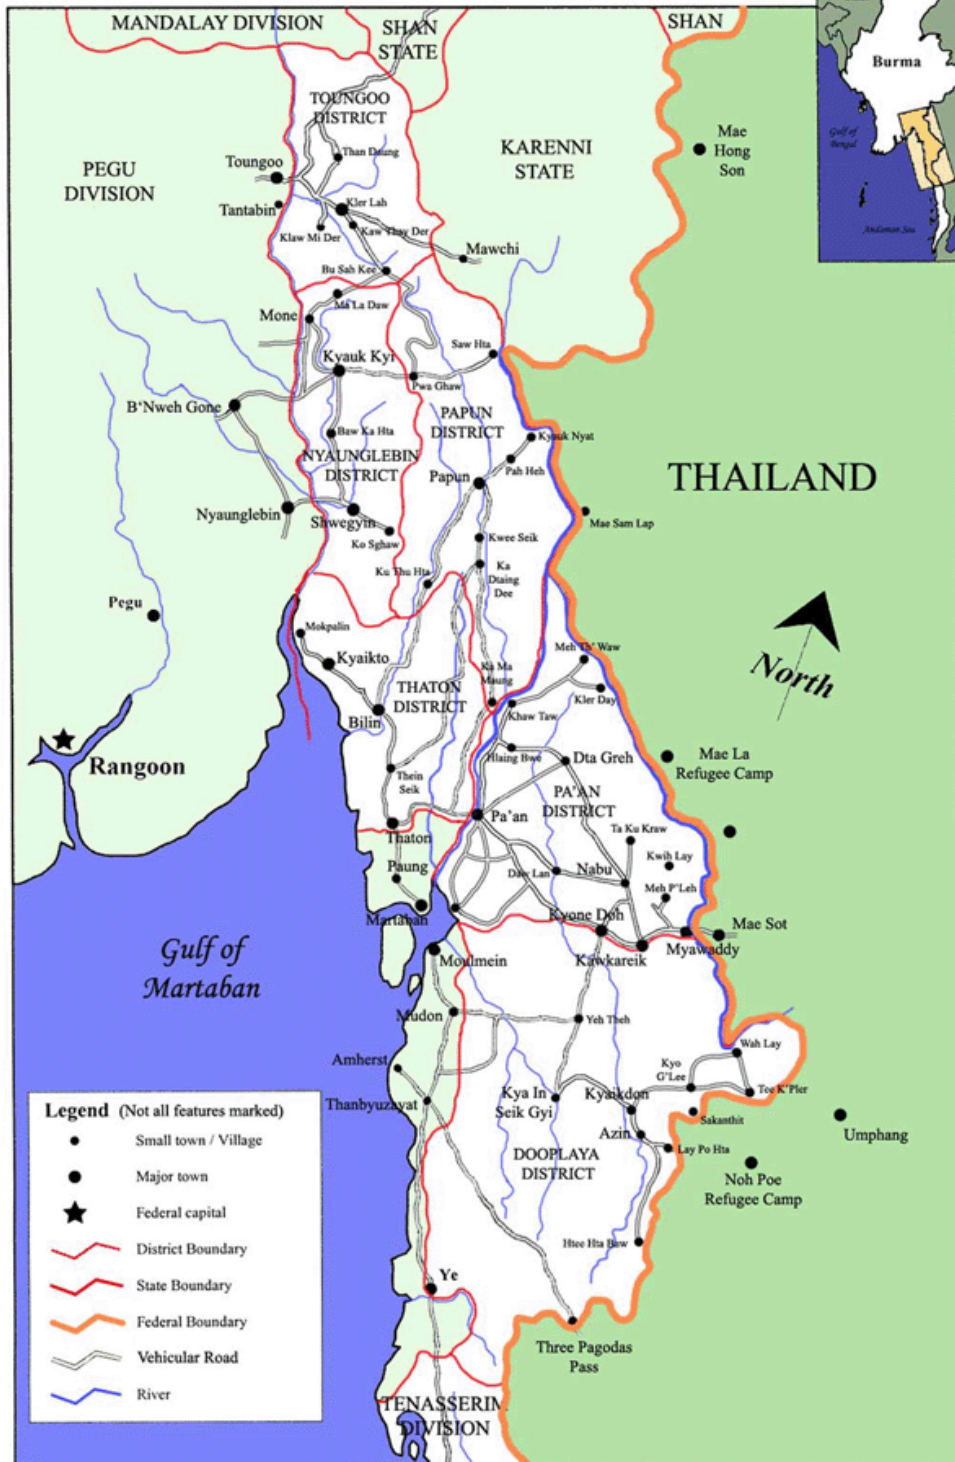 MANDALAY DIVISION
SHAN
STATE
SHAN
Burma
Gulf of
Bengal
Andaman Sea
TOUNGOO
DISTRICT
Mae
Hong
Son
KARENNI
STATE
PEGU
DIVISION
Than Daung
Toungoo
Tantabin
Kler Lah
Klaw Mi Der
Kaw Thay Der
Mawchi
Bu Sah Kee
Ma La Daw
Mone
Saw Hta
Kyauk Kyi
Pwa Ghaw
B'Nweh Gone
PAPUN
DISTRICT
Baw Ka Hta
Kyauk Nyat
NYAUNGLEBIN
DISTRICT
Pah Heh
Papun
THAILAND
Nyaunglebin
Shwegyin
Mae Sam Lap
Ko Sghaw
Kwee Seik
Ku Thu Hta
Ka
Dtaing
Dee
Pegu
Mokpalin
Kyaikto
Meh Th' Waw
North
Ka Ma
Maung
THATON
DISTRICT
Kler Day
Khaw Taw
Bilin
Rangoon
Hlaing Bwe
Dta Greh
Mae La
Refugee Camp
Thein
Seik
PA'AN
DISTRICT
Pa'an
Thaton
Ta Ku Kraw
Kwih Lay
Paung
Daw Lan
Nabu
Meh P'Leh
Martaban
Kyone Doh
Mae Sot
Myawaddy
Gulf of
Martaban
Moulmein
Kawkareik
Mudon
Yeh Theh
Wah Lay
Amherst
Kyo
G'Lee
Tee K'Pler
Thanbyuzayat
Kya In
Seik Gyi
Kyaikdon
Sakanthit
Umphang
Azin
Lay Po Hta
DOOPLAYA
DISTRICT
Noh Poe
Refugee Camp
Htee Hta Baw
Ye
Three Pagodas
Pass
TENASSERIM
DIVISION
Legend (Not all features marked)
Small town / Village
Major town
Federal capital
District Boundary
State Boundary
Federal Boundary
Vehicular Road
River